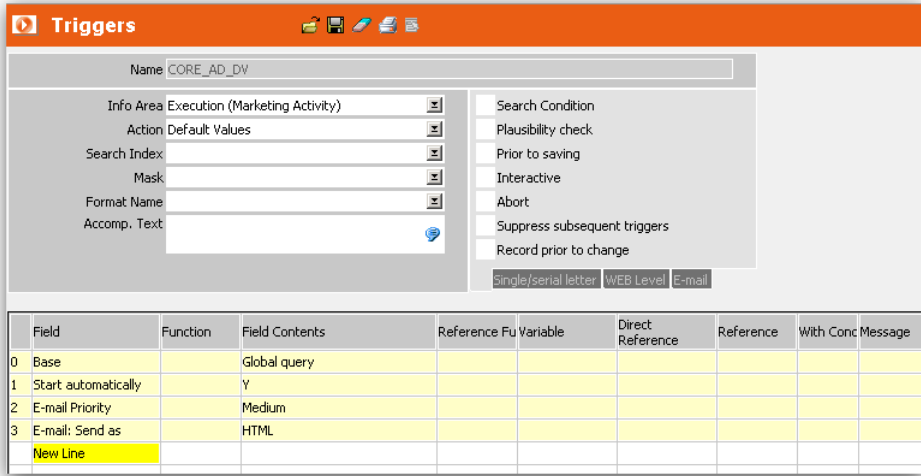 Triggers
Name CORE_AD_DV
Info Area Execution (Marketing Activity)
Action Default Values
Search Index
Mask
Format Name
Accomp. Text
Search Condition
Plausibility check
Prior to saving
Interactive
Abort
Suppress subsequent triggers
Record prior to change
Single/serial letter WEB Level E-mail
Field Function Field Contents Reference Fu Variable Direct Reference Reference With Conc Message
0 Base Global query
1 Start automatically Y
2 E-mail Priority Medium
3 E-mail: Send as HTML
New Line